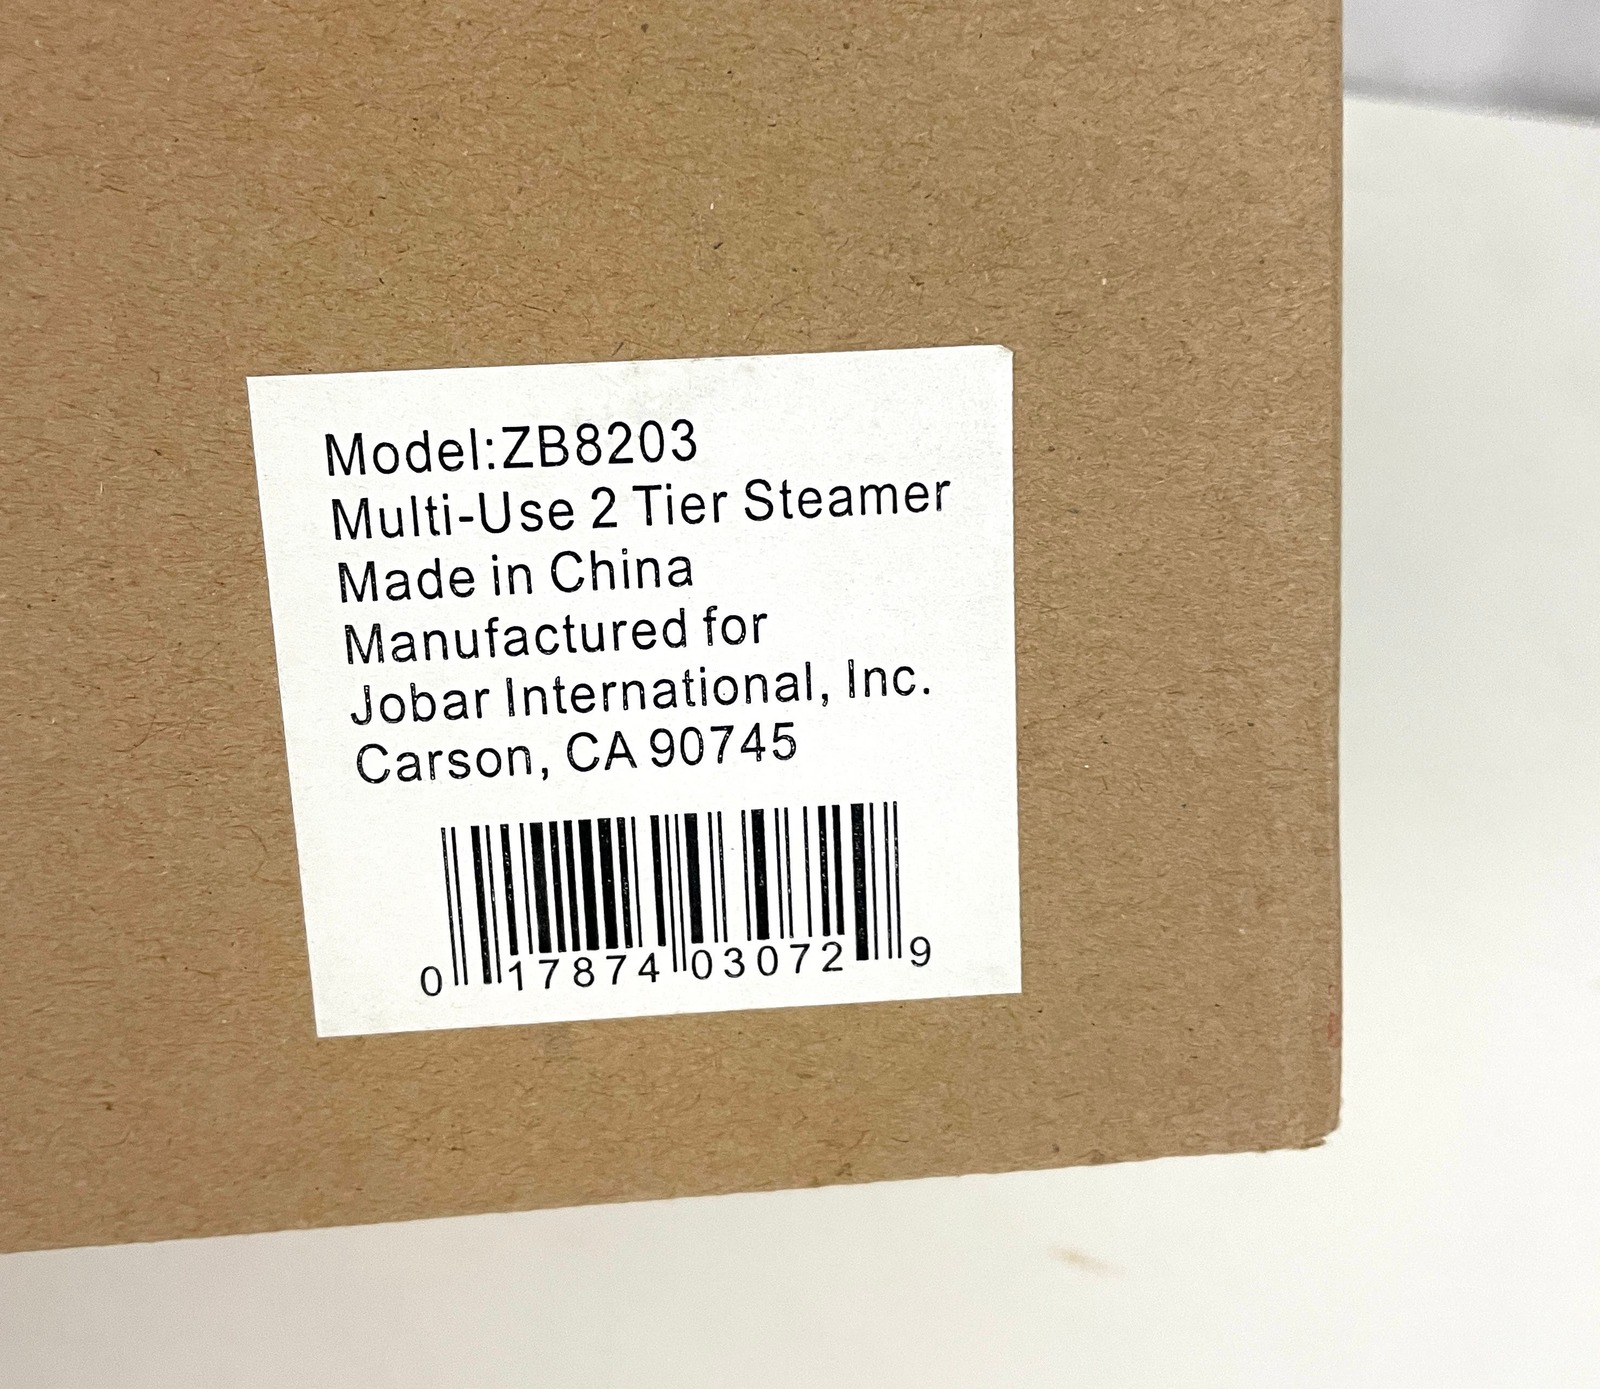 Model:ZB8203
Multi-Use 2 Tier Steamer
Made in China
Manufactured for
Jobar International, Inc.
Carson, CA 90745
0 17874 03072 9